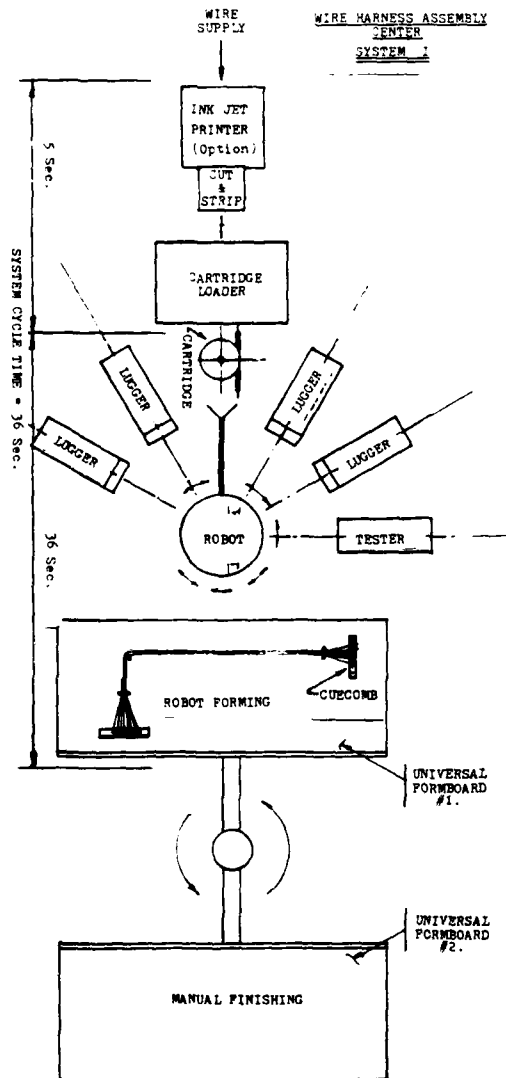 WIRE
SUPPLY
WIRE HARNESS ASSEMBLY
CENTER
SYSTEM I
INK JET
PRINTER
(Option)
CUT
&
STRIP
5 Sec.
CARTRIDGE
LOADER
CARTRIDGE
SYSTEM CYCLE TIME = 36 Sec.
LUGGER
LUGGER
LUGGER
LUGGER
ROBOT
TESTER
36 Sec.
ROBOT FORMING
CUECOMB
UNIVERSAL
FORMBOARD
#1.
UNIVERSAL
FORMBOARD
#2.
MANUAL FINISHING